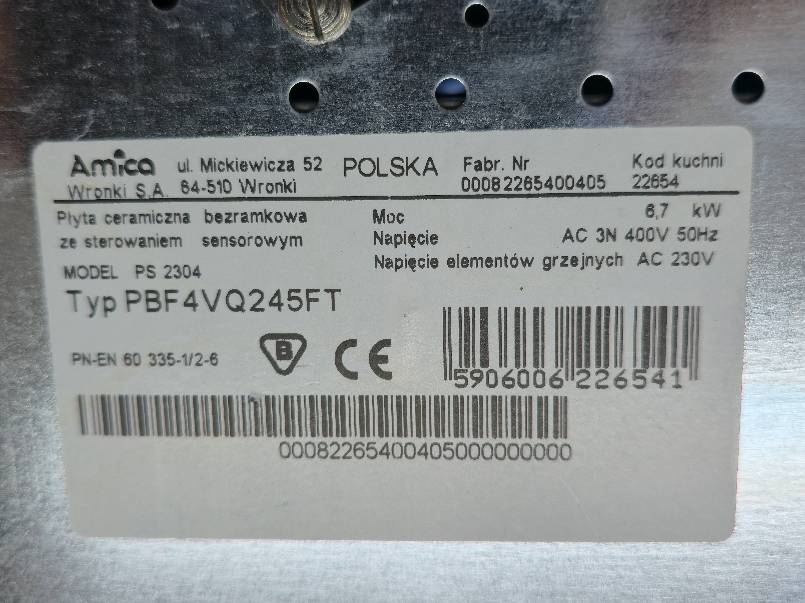 Amica ul. Mickiewicza 52 POLSKA Fabr. Nr Kod kuchni
Wronki S.A. 64-510 Wronki 00082265400405 22654
Płyta ceramiczna bezramkowa Moc 6,7 kW
ze sterowaniem sensorowym Napięcie AC 3N 400V 50Hz
Napięcie elementów grzejnych AC 230V
MODEL PS 2304
Typ PBF4VQ245FT
PN-EN 60 335-1/2-6 B CE
5906006 226541
00082265400405000000000